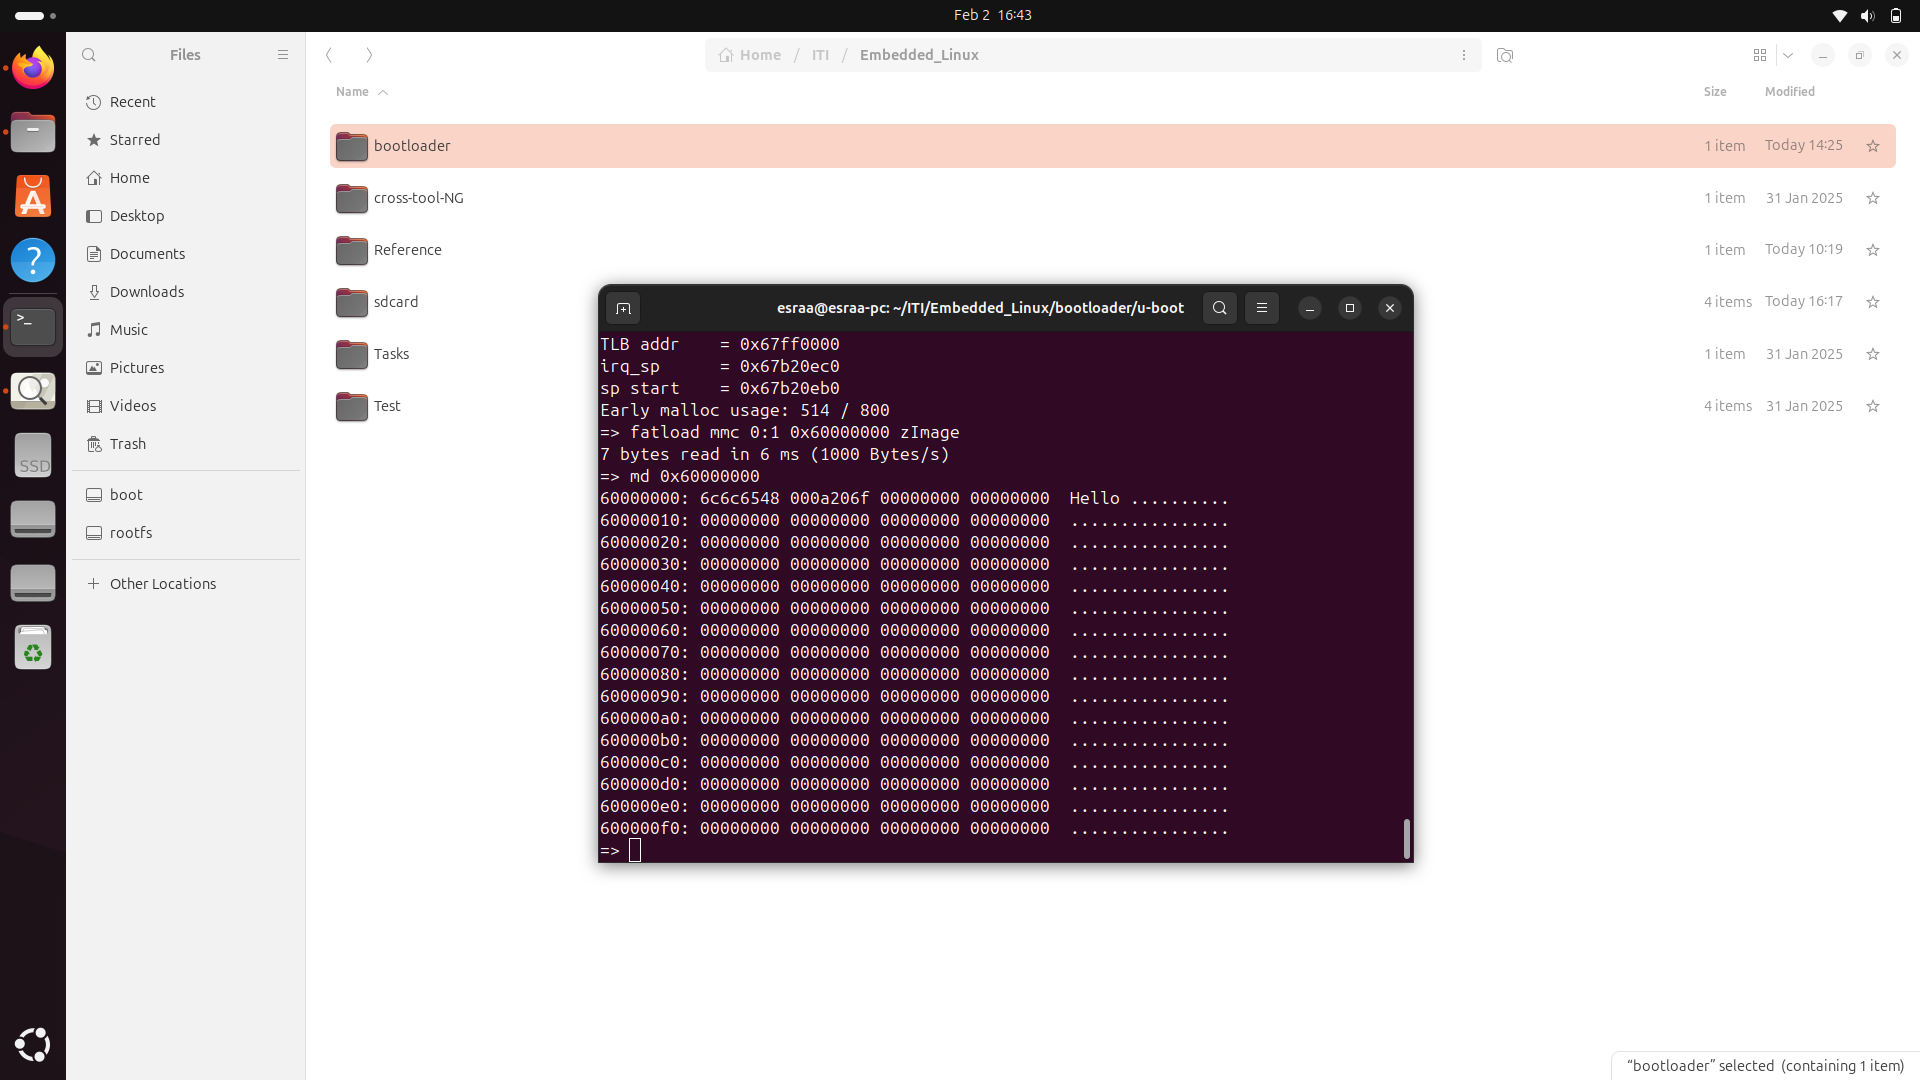 Feb 2 16:43
Files
Home / ITI / Embedded_Linux
Name
Size
Modified
Recent
Starred
Home
Desktop
Documents
Downloads
Music
Pictures
Videos
Trash
boot
rootfs
+ Other Locations
bootloader 1 item Today 14:25
cross-tool-NG 1 item 31 Jan 2025
Reference 1 item Today 10:19
sdcard 4 items Today 16:17
Tasks 1 item 31 Jan 2025
Test 4 items 31 Jan 2025
SSD
esraa@esraa-pc: ~/ITI/Embedded_Linux/bootloader/u-boot
TLB addr    = 0x67ff0000
irq_sp      = 0x67b20ec0
sp start    = 0x67b20eb0
Early malloc usage: 514 / 800
=> fatload mmc 0:1 0x60000000 zImage
7 bytes read in 6 ms (1000 Bytes/s)
=> md 0x60000000
60000000: 6c6c6548 000a206f 00000000 00000000  Hello ..........
60000010: 00000000 00000000 00000000 00000000  ................
60000020: 00000000 00000000 00000000 00000000  ................
60000030: 00000000 00000000 00000000 00000000  ................
60000040: 00000000 00000000 00000000 00000000  ................
60000050: 00000000 00000000 00000000 00000000  ................
60000060: 00000000 00000000 00000000 00000000  ................
60000070: 00000000 00000000 00000000 00000000  ................
60000080: 00000000 00000000 00000000 00000000  ................
60000090: 00000000 00000000 00000000 00000000  ................
600000a0: 00000000 00000000 00000000 00000000  ................
600000b0: 00000000 00000000 00000000 00000000  ................
600000c0: 00000000 00000000 00000000 00000000  ................
600000d0: 00000000 00000000 00000000 00000000  ................
600000e0: 00000000 00000000 00000000 00000000  ................
600000f0: 00000000 00000000 00000000 00000000  ................
=>
“bootloader” selected (containing 1 item)